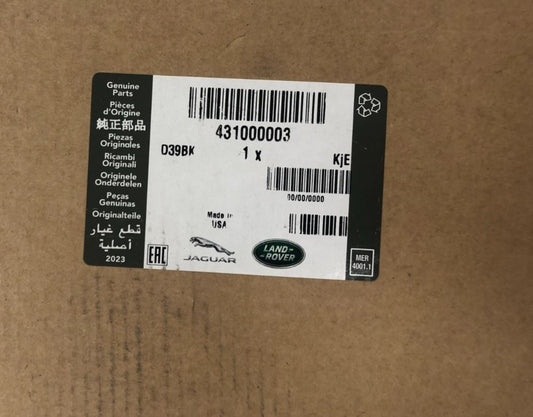 Genuine
Parts
Pièces
d'Origine
純正部品
Piezas
Originales
Ricambi
Originali
Originele
Onderdelen
Peças
Genuínas
Originalteile
قطع غيار
أصلية
2023
431000003
D39BK 1 x KjE
00/00/0000
Made in
USA
EAC
JAGUAR
LAND-
-ROVER
MER
4001.1